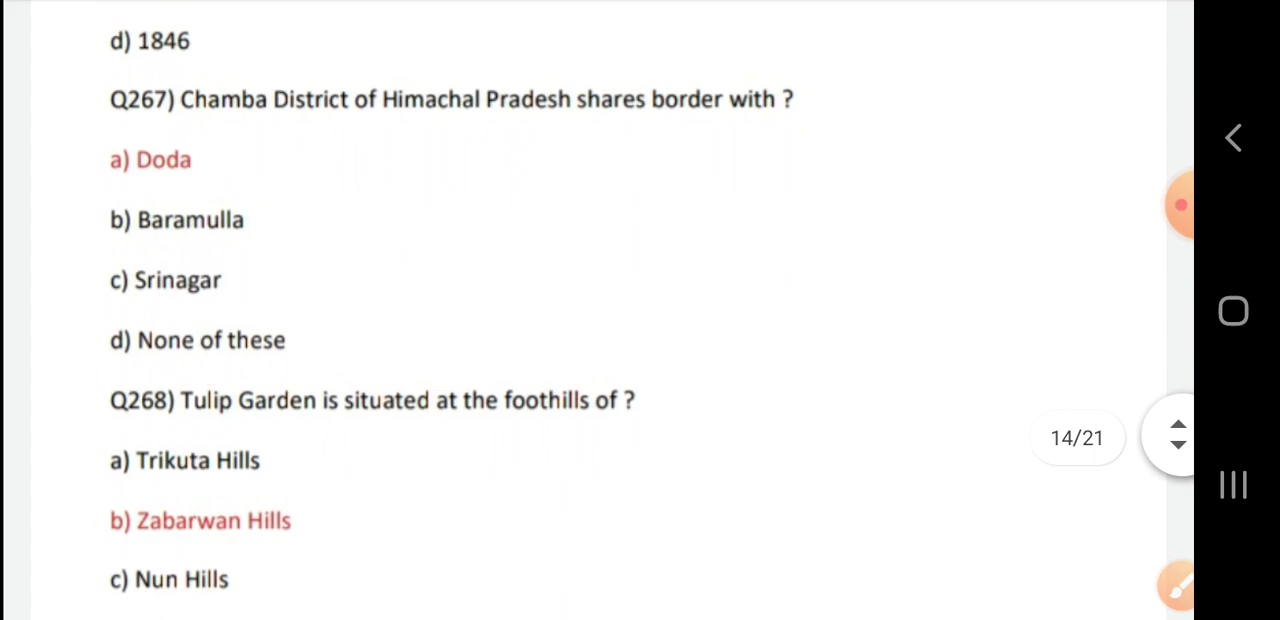 d) 1846
Q267) Chamba District of Himachal Pradesh shares border with ?
a) Doda
b) Baramulla
c) Srinagar
d) None of these
Q268) Tulip Garden is situated at the foothills of ?
a) Trikuta Hills
14/21
b) Zabarwan Hills
c) Nun Hills